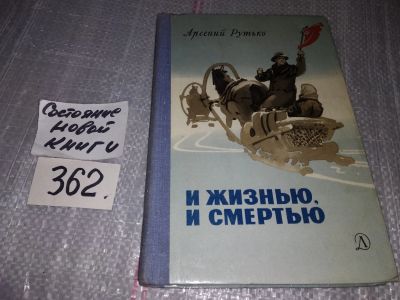 Состояние
новой
книги
362.
Арсений Рутько
И ЖИЗНЬЮ,
И СМЕРТЬЮ
Д